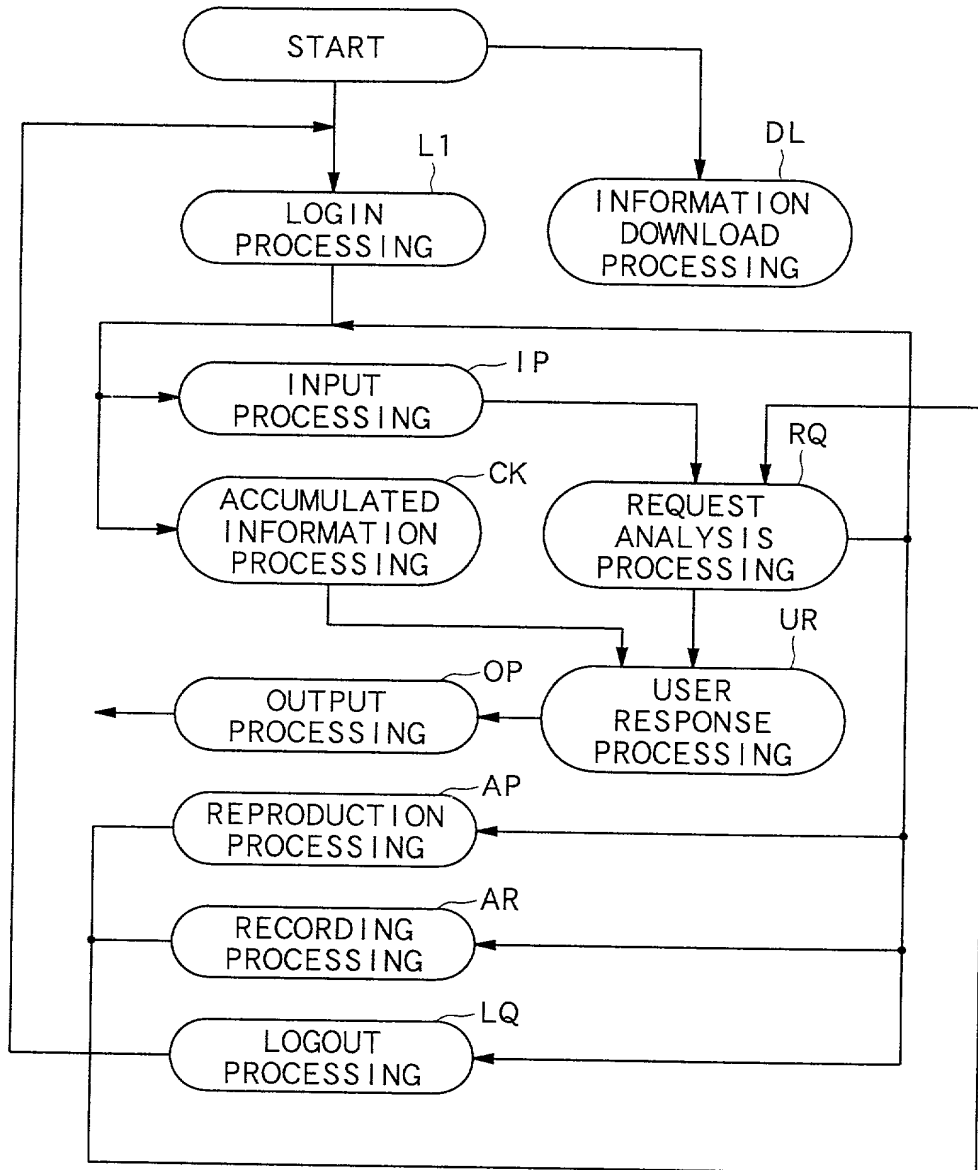 START
L1
LOGIN
PROCESSING
DL
INFORMATION
DOWNLOAD
PROCESSING
IP
INPUT
PROCESSING
RQ
REQUEST
ANALYSIS
PROCESSING
CK
ACCUMULATED
INFORMATION
PROCESSING
UR
USER
RESPONSE
PROCESSING
OP
OUTPUT
PROCESSING
AP
REPRODUCTION
PROCESSING
AR
RECORDING
PROCESSING
LQ
LOGOUT
PROCESSING